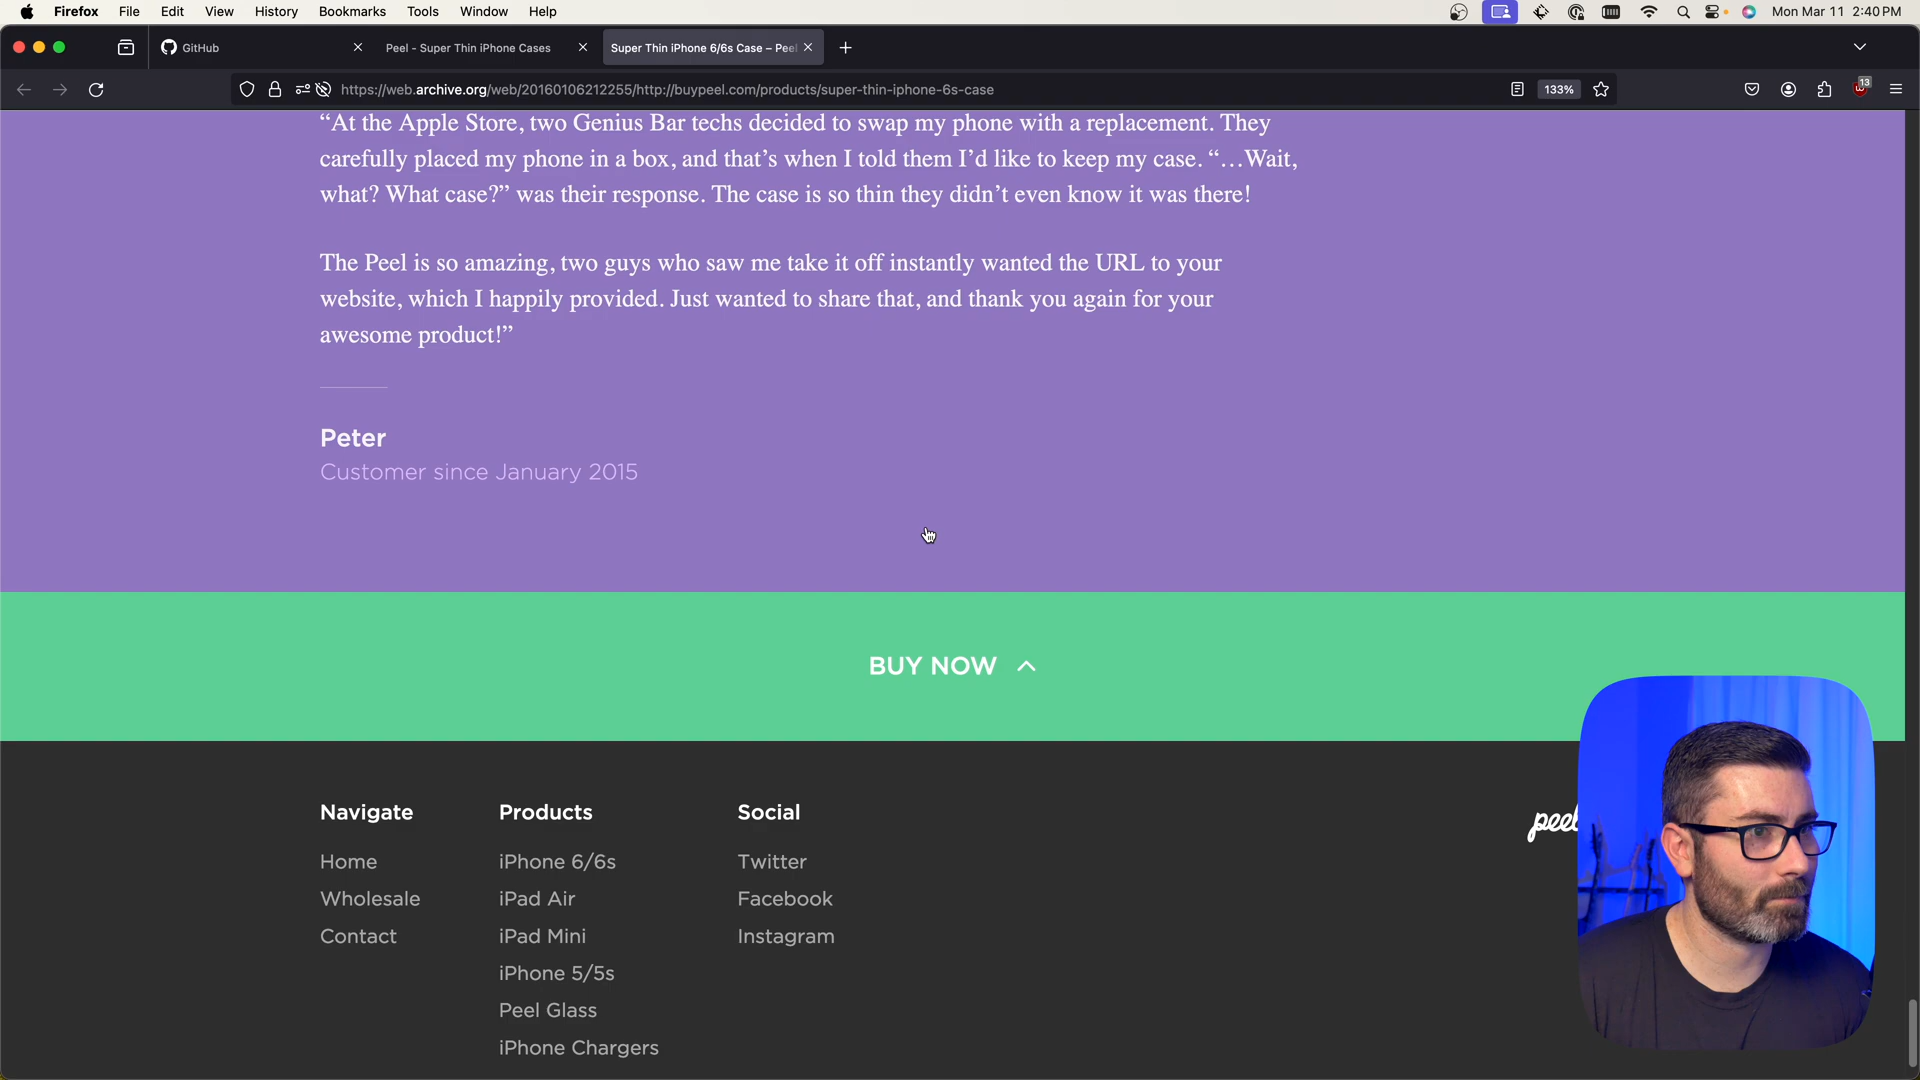 Firefox File Edit View History Bookmarks Tools Window Help Mon Mar 11 2:40 PM
GitHub Peel - Super Thin iPhone Cases Super Thin iPhone 6/6s Case – Peel
https://web.archive.org/web/20160106212255/http://buypeel.com/products/super-thin-iphone-6s-case 133% 13
“At the Apple Store, two Genius Bar techs decided to swap my phone with a replacement. They
carefully placed my phone in a box, and that’s when I told them I’d like to keep my case. “…Wait,
what? What case?” was their response. The case is so thin they didn’t even know it was there!
The Peel is so amazing, two guys who saw me take it off instantly wanted the URL to your
website, which I happily provided. Just wanted to share that, and thank you again for your
awesome product!”
Peter
Customer since January 2015
BUY NOW
Navigate Products Social
peel
Home iPhone 6/6s Twitter
Wholesale iPad Air Facebook
Contact iPad Mini Instagram
iPhone 5/5s
Peel Glass
iPhone Chargers